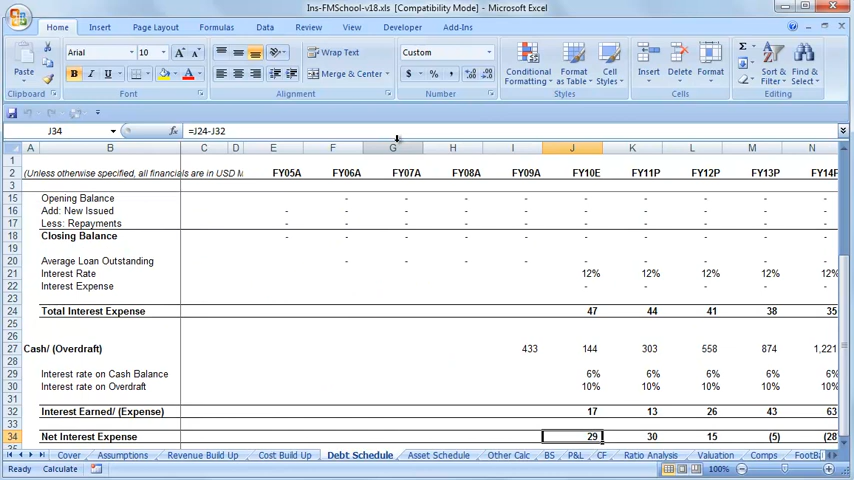 Ins-FMSchool-v18.xls [Compatibility Mode] - Microsoft Excel
Home Insert Page Layout Formulas Data Review View Developer Add-Ins
Arial 10 Wrap Text Custom
Paste B I U A Merge & Center $ % , Conditional Formatting Format as Table Cell Styles Insert Delete Format Sort & Filter Find & Select
Clipboard Font Alignment Number Styles Cells Editing
J34 fx =J24-J32
A B C D E F G H I J K L M N
1
2 (Unless otherwise specified, all financials are in USD M FY05A FY06A FY07A FY08A FY09A FY10E FY11P FY12P FY13P FY14P
3
15 Opening Balance - - - - - - - - -
16 Add: New Issued - - - - - - - - - -
17 Less: Repayments - - - - - - - - - -
18 Closing Balance - - - - - - - - - -
19
20 Average Loan Outstanding - - - - - - - - -
21 Interest Rate 12% 12% 12% 12% 12%
22 Interest Expense - - - - -
23
24 Total Interest Expense 47 44 41 38 35
25
26
27 Cash/ (Overdraft) 433 144 303 558 874 1,221
28
29 Interest rate on Cash Balance 6% 6% 6% 6% 6%
30 Interest rate on Overdraft 10% 10% 10% 10% 10%
31
32 Interest Earned/ (Expense) 17 13 26 43 63
33
34 Net Interest Expense 29 30 15 (5) (28
Cover Assumptions Revenue Build Up Cost Build Up Debt Schedule Asset Schedule Other Calc BS P&L CF Ratio Analysis Valuation Comps FootBa
Ready Calculate 100%